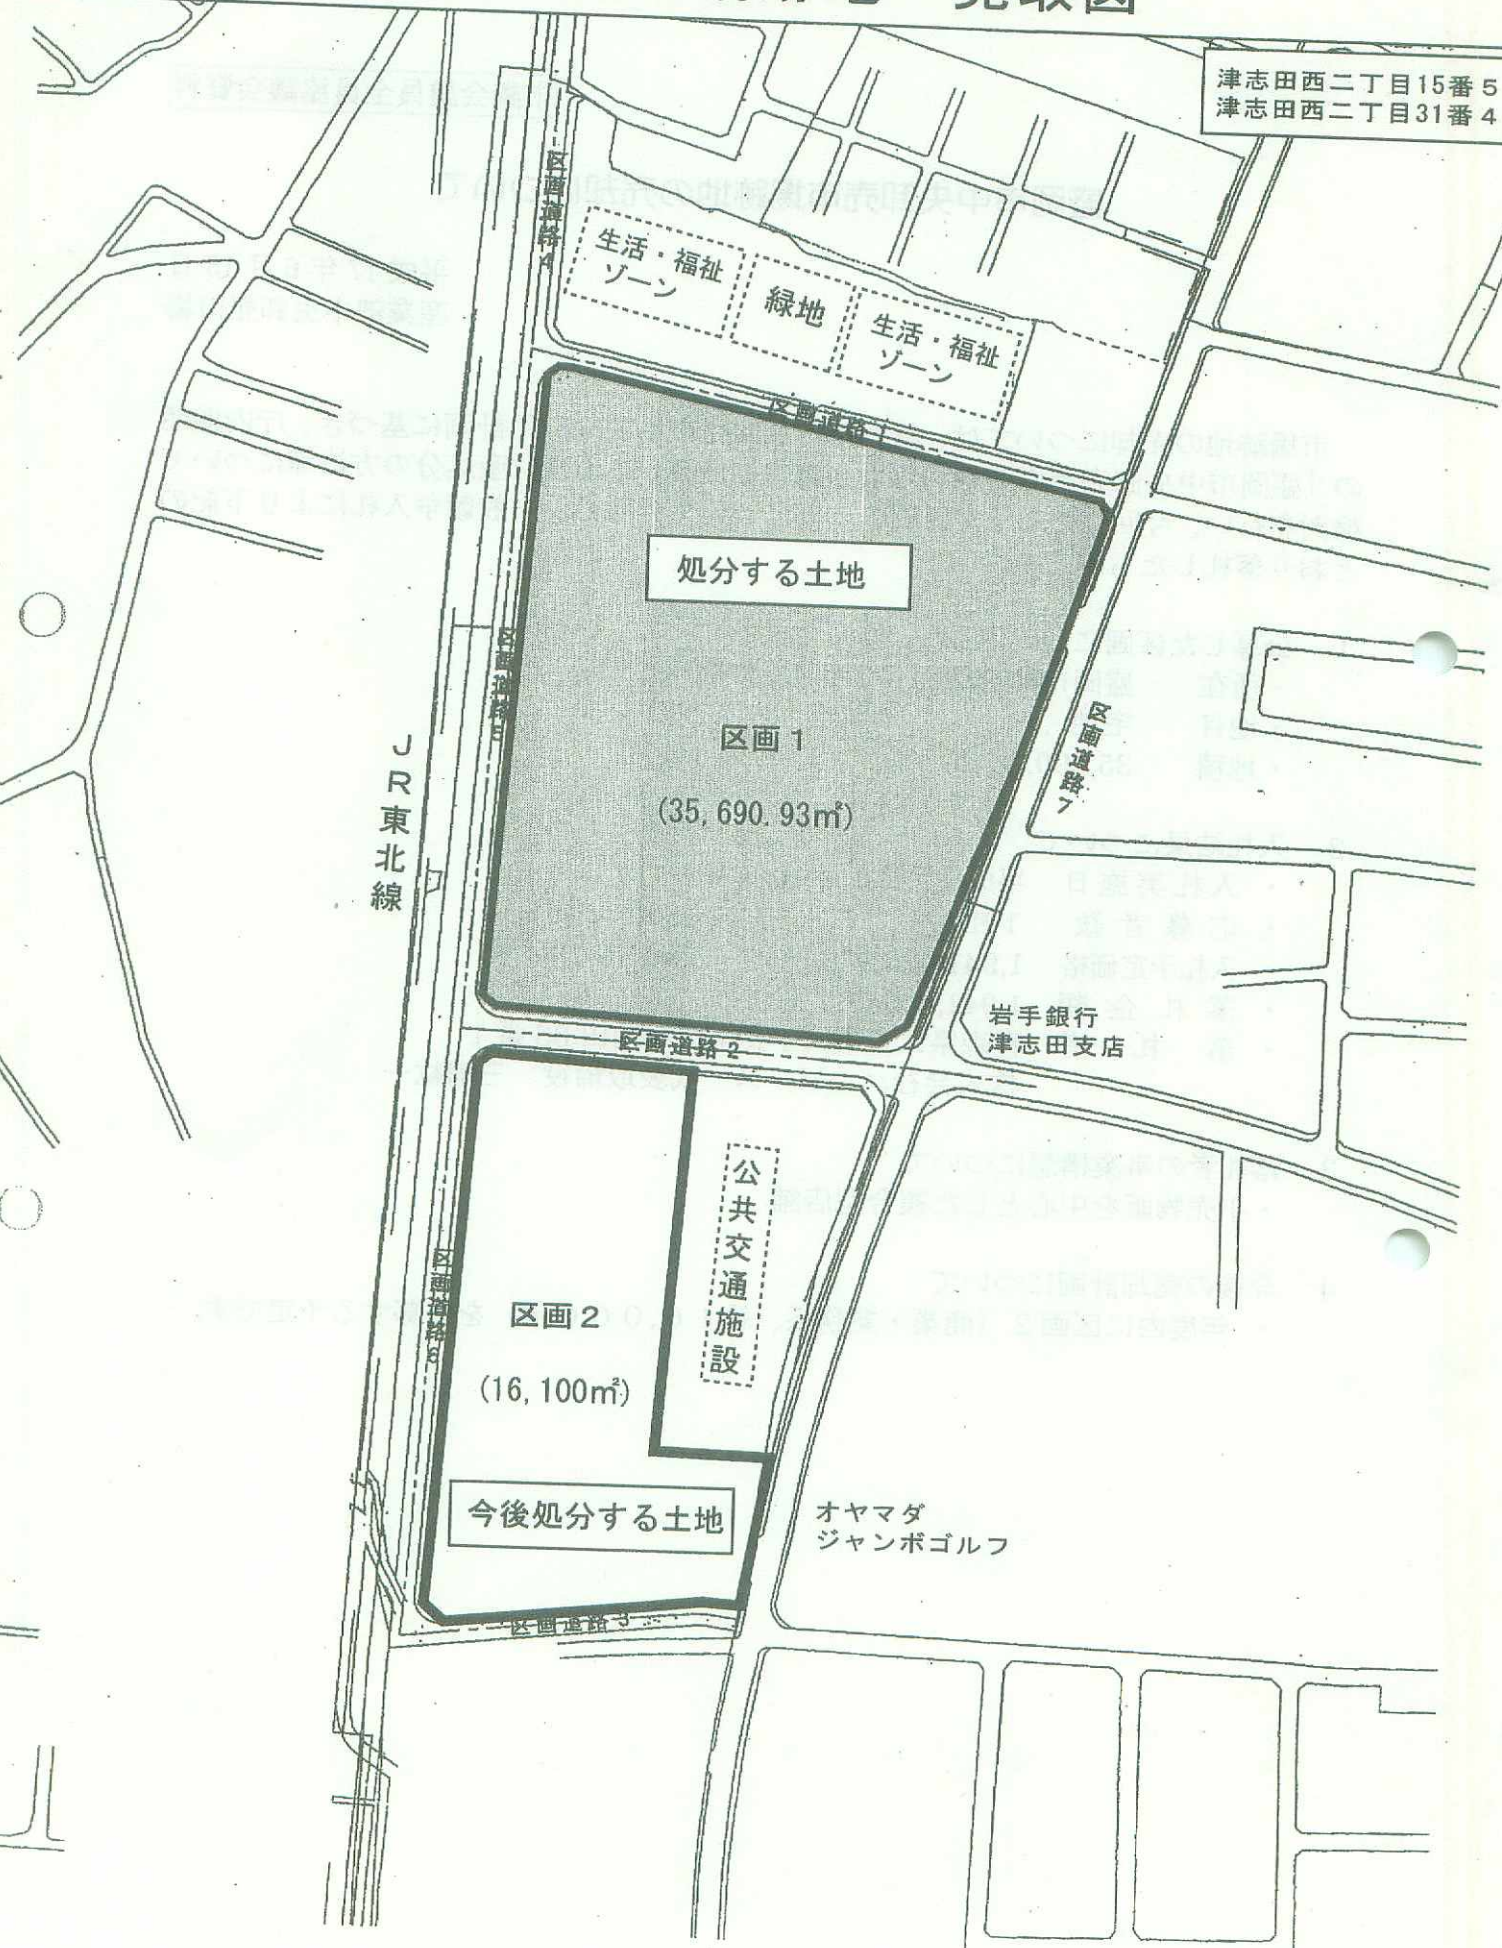 見取図
津志田西二丁目15番5
津志田西二丁目31番4
区画道路4
生活・福祉
ゾーン
緑地
生活・福祉
ゾーン
区画道路1
処分する土地
区画道路5
区画1
(35,690.93㎡)
区画道路7
JR東北線
岩手銀行
津志田支店
区画道路2
公共交通施設
区画道路6
区画2
(16,100㎡)
今後処分する土地
オヤマダ
ジャンボゴルフ
区画道路3